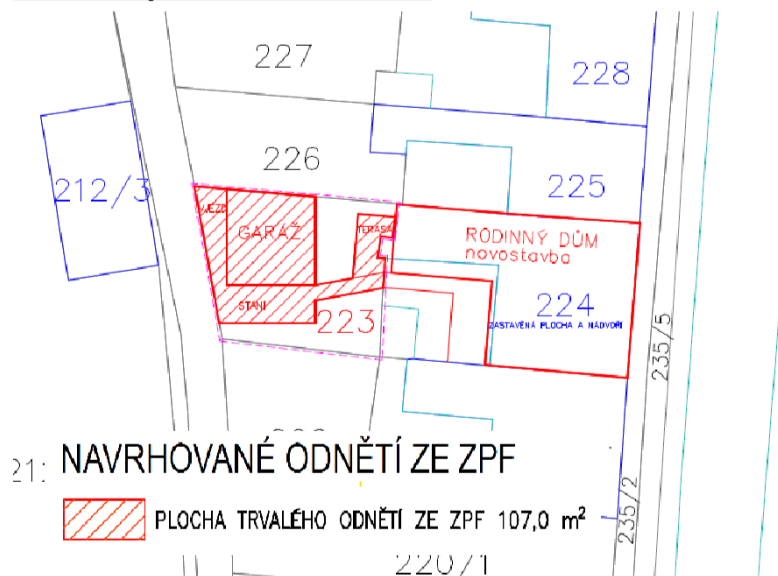 227
228
226
212/3
225
VJEZD
GARÁŽ
TERASA
RODINNÝ DŮM
novostavba
STÁNÍ
223
224
ZASTAVĚNÁ PLOCHA A NÁDVOŘÍ
235/5
21:
NAVRHOVANÉ ODNĚTÍ ZE ZPF
PLOCHA TRVALÉHO ODNĚTÍ ZE ZPF 107,0 m²
235/2
220/1